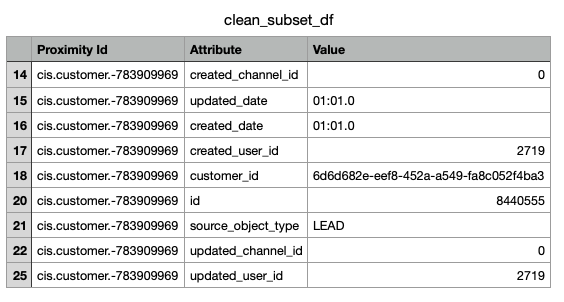 clean_subset_df
Proximity Id Attribute Value
14 cis.customer.-783909969 created_channel_id 0
15 cis.customer.-783909969 updated_date 01:01.0
16 cis.customer.-783909969 created_date 01:01.0
17 cis.customer.-783909969 created_user_id 2719
18 cis.customer.-783909969 customer_id 6d6d682e-eef8-452a-a549-fa8c052f4ba3
20 cis.customer.-783909969 id 8440555
21 cis.customer.-783909969 source_object_type LEAD
22 cis.customer.-783909969 updated_channel_id 0
25 cis.customer.-783909969 updated_user_id 2719